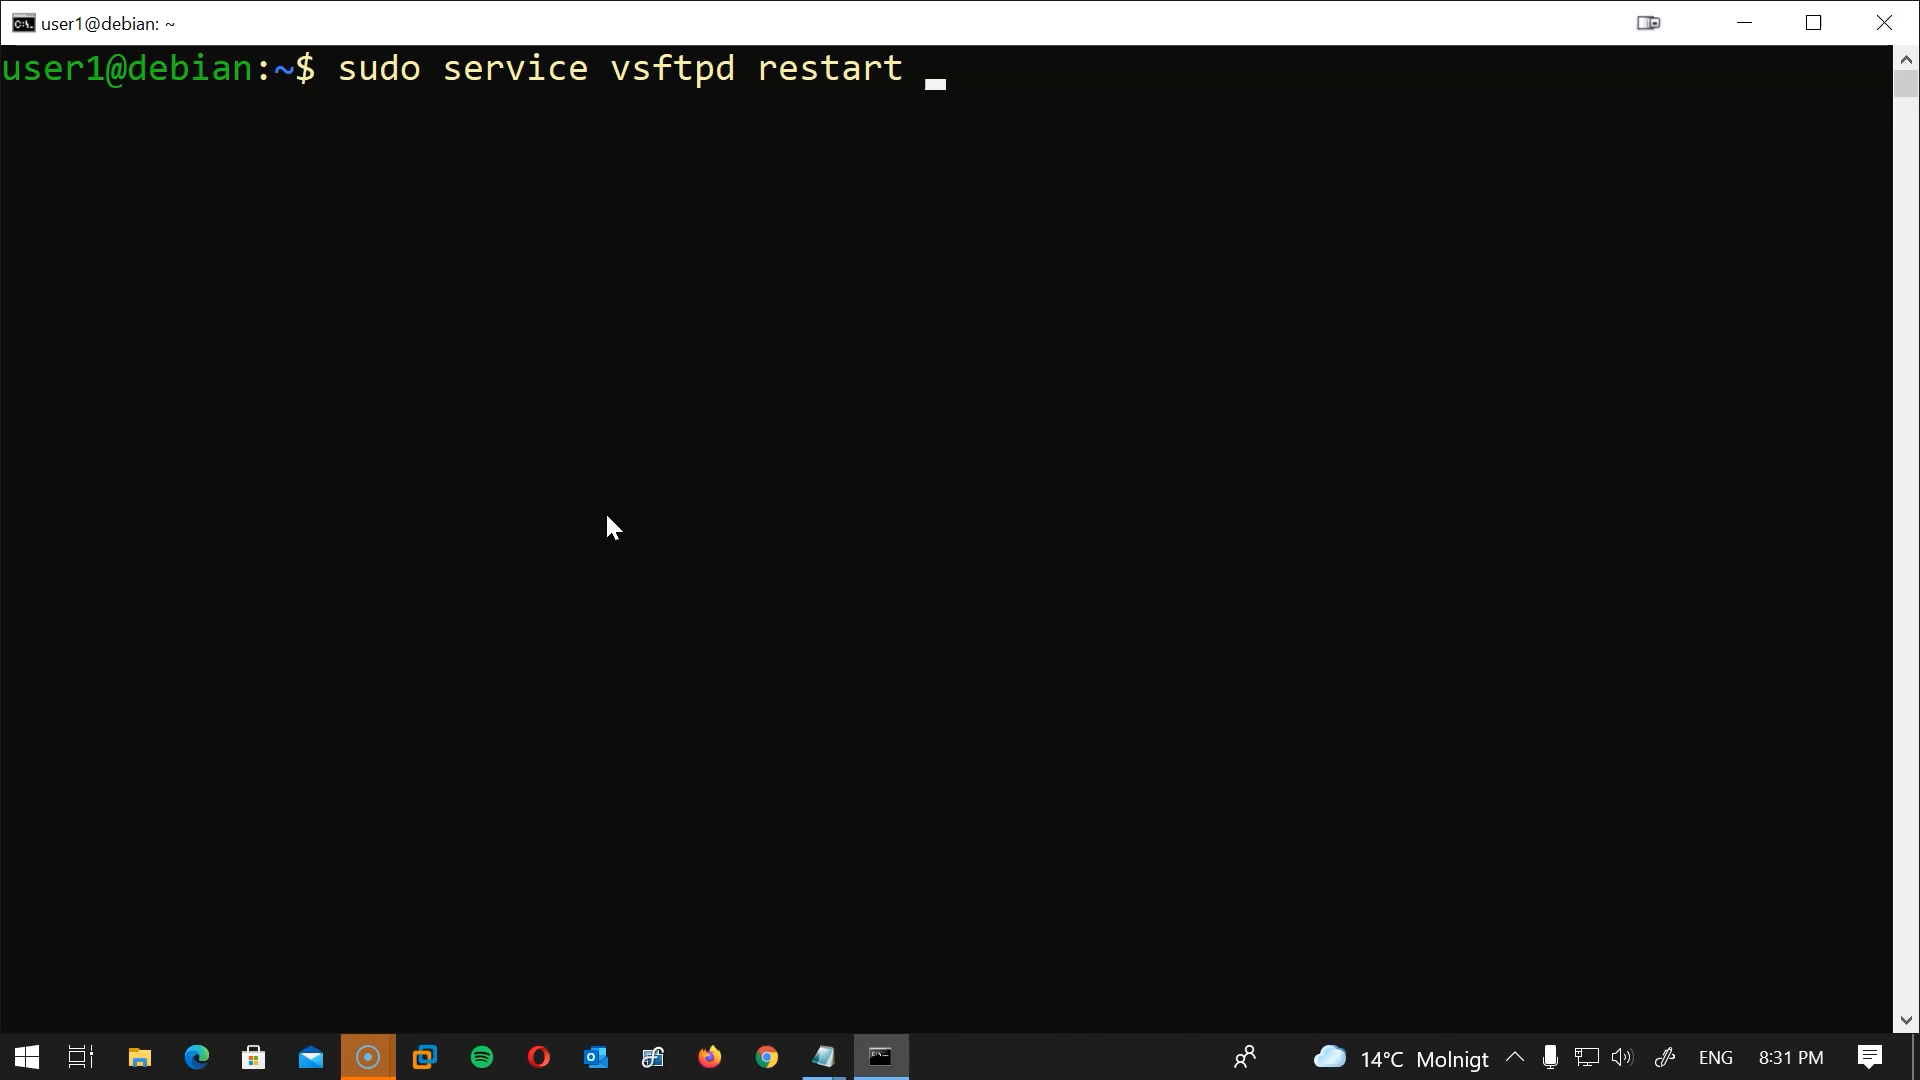 user1@debian: ~
user1@debian:~$ sudo service vsftpd restart
14°C Molnigt
ENG
8:31 PM